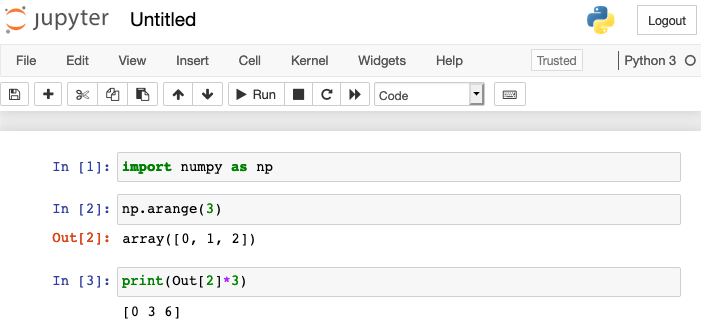 jupyter Untitled Logout
File Edit View Insert Cell Kernel Widgets Help Trusted Python 3
Run Code
In [1]: import numpy as np
In [2]: np.arange(3)
Out[2]: array([0, 1, 2])
In [3]: print(Out[2]*3)
[0 3 6]